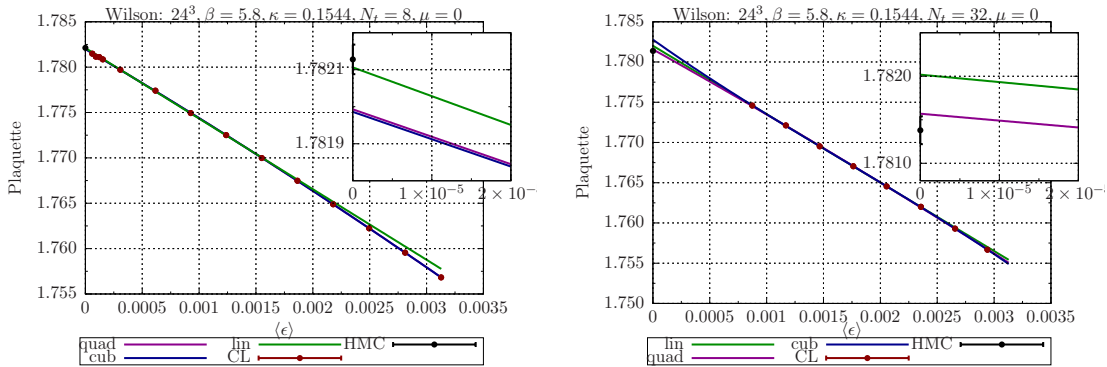 Wilson: 24³, β = 5.8, κ = 0.1544, N_t = 8, μ = 0
1.785
1.780
1.775
1.770
1.765
1.760
1.755
Plaquette
1.7821
1.7819
0
1 × 10⁻⁵
2 × 10⁻
0
0.0005
0.001
0.0015
0.002
0.0025
0.003
0.0035
⟨ϵ⟩
quad
cub
lin
CL
HMC
Wilson: 24³, β = 5.8, κ = 0.1544, N_t = 32, μ = 0
1.785
1.780
1.775
1.770
1.765
1.760
1.755
1.750
Plaquette
1.7820
1.7810
0
1 × 10⁻⁵
2 × 10⁻
0
0.0005
0.001
0.0015
0.002
0.0025
0.003
0.0035
⟨ϵ⟩
lin
quad
cub
CL
HMC